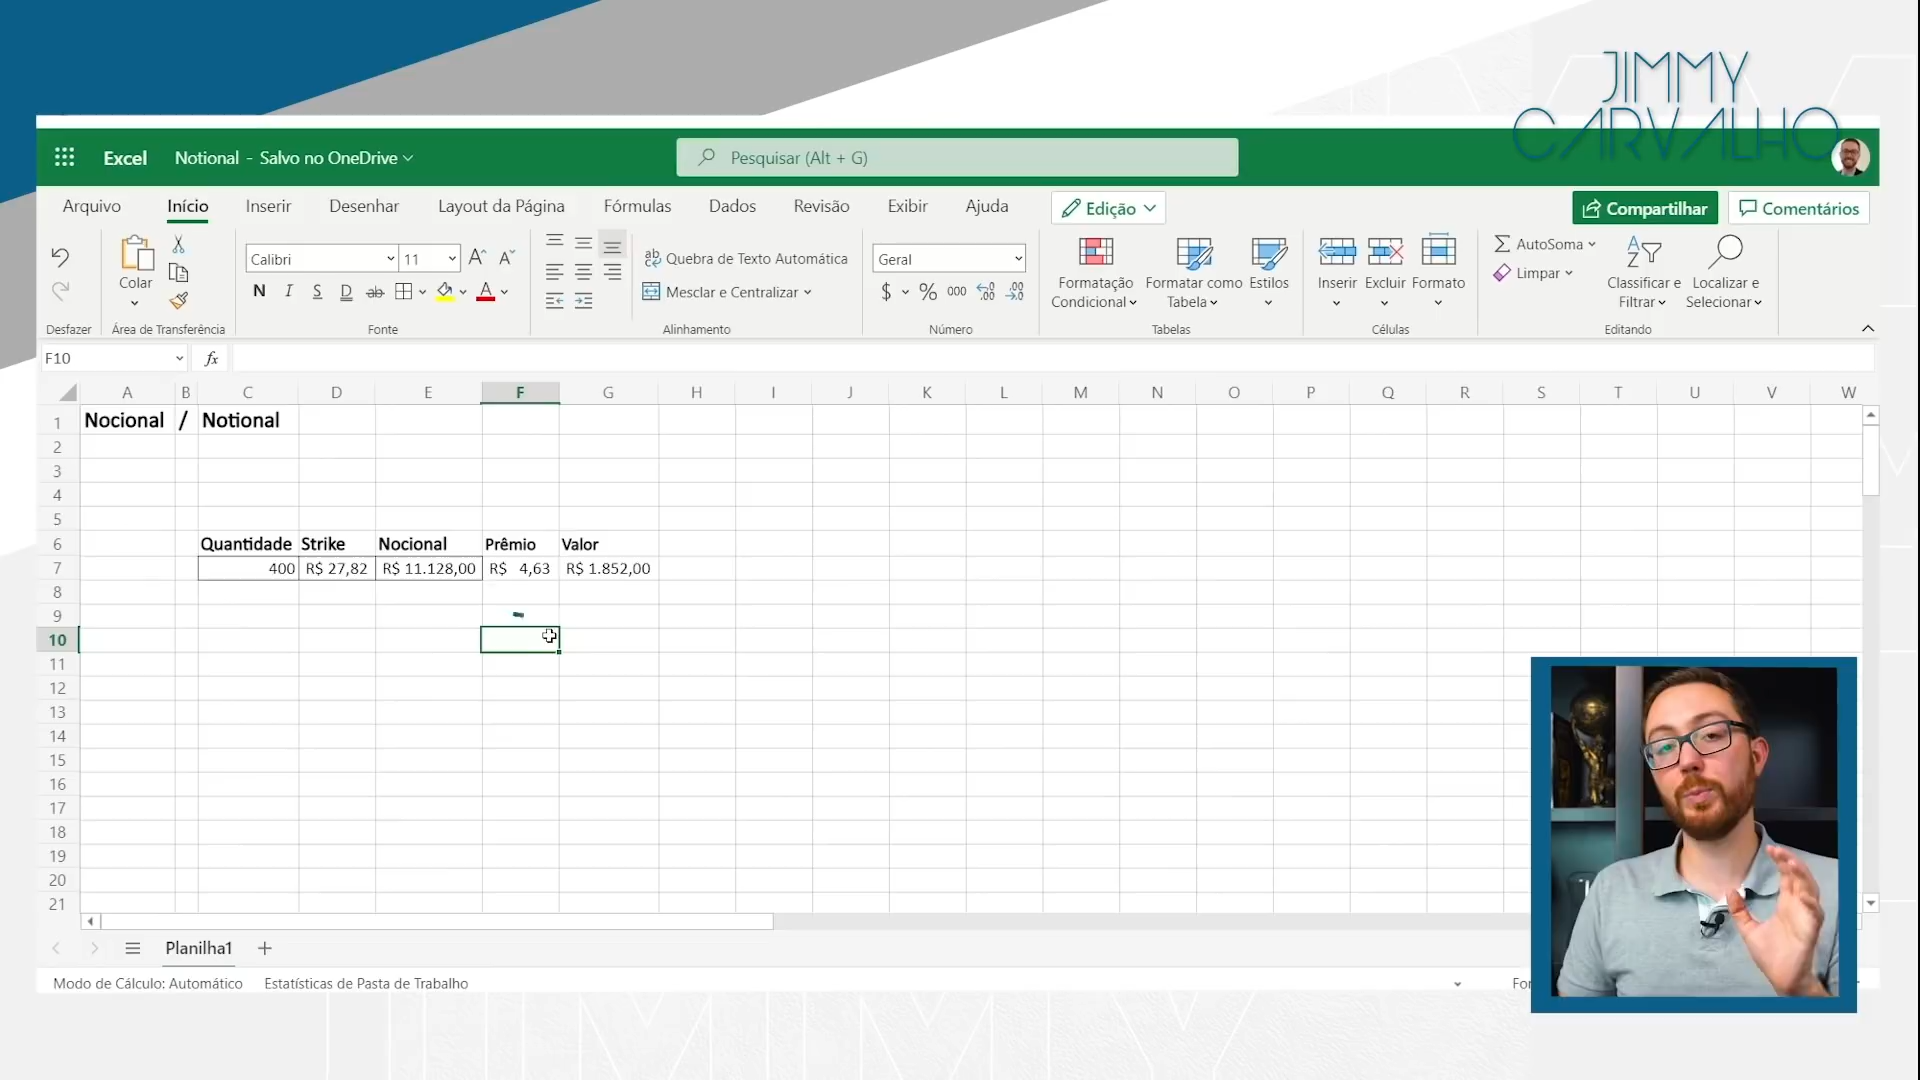 JIMMY
CARVALHO
Excel Notional - Salvo no OneDrive Pesquisar (Alt + G)
Arquivo Início Inserir Desenhar Layout da Página Fórmulas Dados Revisão Exibir Ajuda Edição Compartilhar Comentários
Calibri 11 Quebra de Texto Automática Geral AutoSoma
Colar Formatação Formatar como Estilos Inserir Excluir Formato Limpar Classificar e Localizar e
N I S D ab A Mesclar e Centralizar $ % 000 Condicional Tabela Filtrar Selecionar
Desfazer Área de Transferência Fonte Alinhamento Número Tabelas Células Editando
F10 fx
A B C D E F G H I J K L M N O P Q R S T U V W
1 Nocional / Notional
2
3
4
5
6 Quantidade Strike Nocional Prêmio Valor
7 400 R$ 27,82 R$ 11.128,00 R$ 4,63 R$ 1.852,00
8
9
10
11
12
13
14
15
16
17
18
19
20
21
Planilha1
Modo de Cálculo: Automático Estatísticas de Pasta de Trabalho